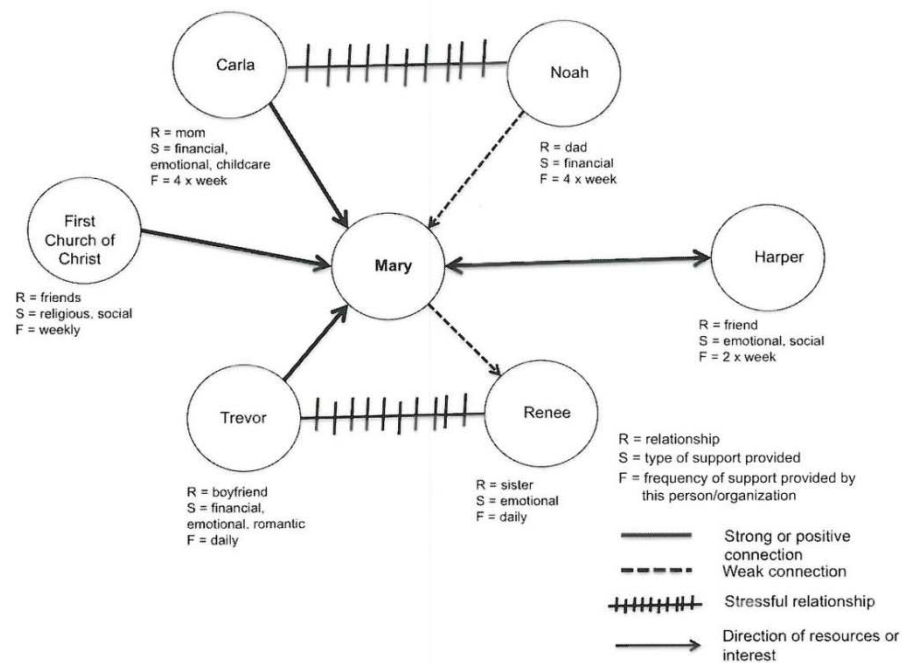 Carla
Noah
R = mom
S = financial,
emotional, childcare
F = 4 x week
R = dad
S = financial
F = 4 x week
First
Church of
Christ
Mary
Harper
R = friends
S = religious, social
F = weekly
R = friend
S = emotional, social
F = 2 x week
Trevor
Renee
R = boyfriend
S = financial,
emotional, romantic
F = daily
R = sister
S = emotional
F = daily
R = relationship
S = type of support provided
F = frequency of support provided by
this person/organization
Strong or positive
connection
Weak connection
Stressful relationship
Direction of resources or
interest